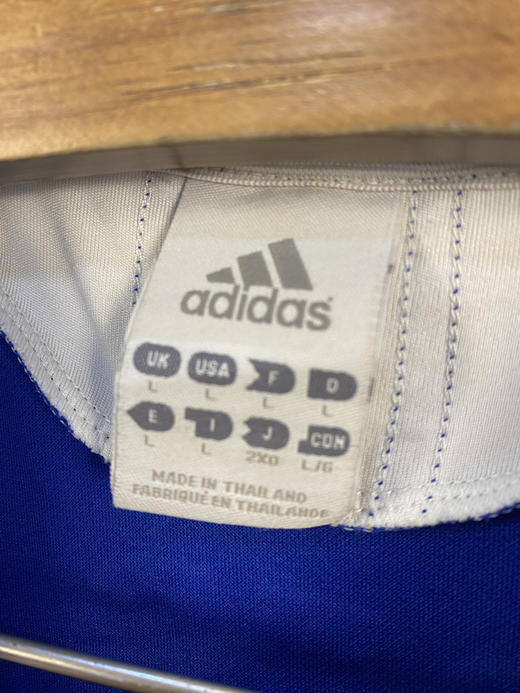 adidas
UK USA F D
L L L L
E I J CDN
L L 2XO L/G
MADE IN THAILAND
FABRIQUÉ EN THAILANDE